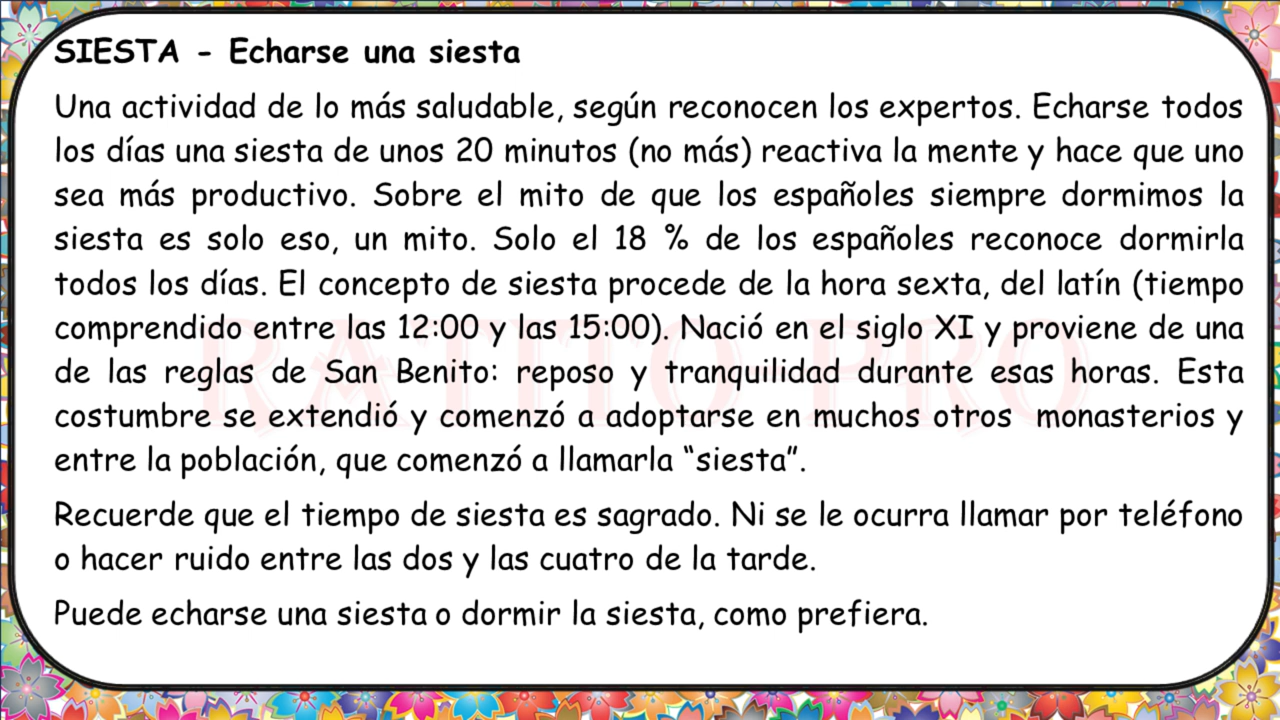 SIESTA - Echarse una siesta
Una actividad de lo más saludable, según reconocen los expertos. Echarse todos
los días una siesta de unos 20 minutos (no más) reactiva la mente y hace que uno
sea más productivo. Sobre el mito de que los españoles siempre dormimos la
siesta es solo eso, un mito. Solo el 18 % de los españoles reconoce dormirla
todos los días. El concepto de siesta procede de la hora sexta, del latín (tiempo
comprendido entre las 12:00 y las 15:00). Nació en el siglo XI y proviene de una
de las reglas de San Benito: reposo y tranquilidad durante esas horas. Esta
costumbre se extendió y comenzó a adoptarse en muchos otros monasterios y
entre la población, que comenzó a llamarla “siesta”.
Recuerde que el tiempo de siesta es sagrado. Ni se le ocurra llamar por teléfono
o hacer ruido entre las dos y las cuatro de la tarde.
Puede echarse una siesta o dormir la siesta, como prefiera.
RATITO PRO